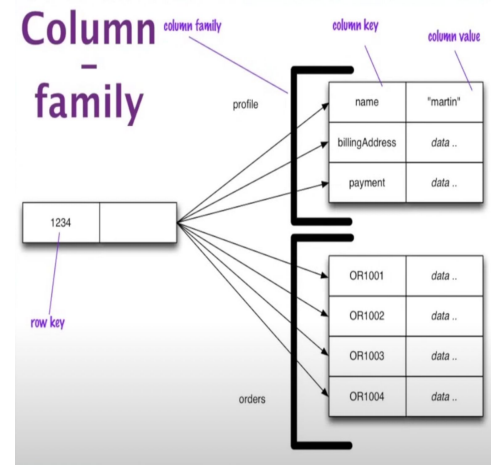 Column
–
family
column family
column key
column value
profile
name "martin"
billingAddress data ..
payment data ..
1234
row key
OR1001 data ..
OR1002 data ..
OR1003 data ..
OR1004 data ..
orders